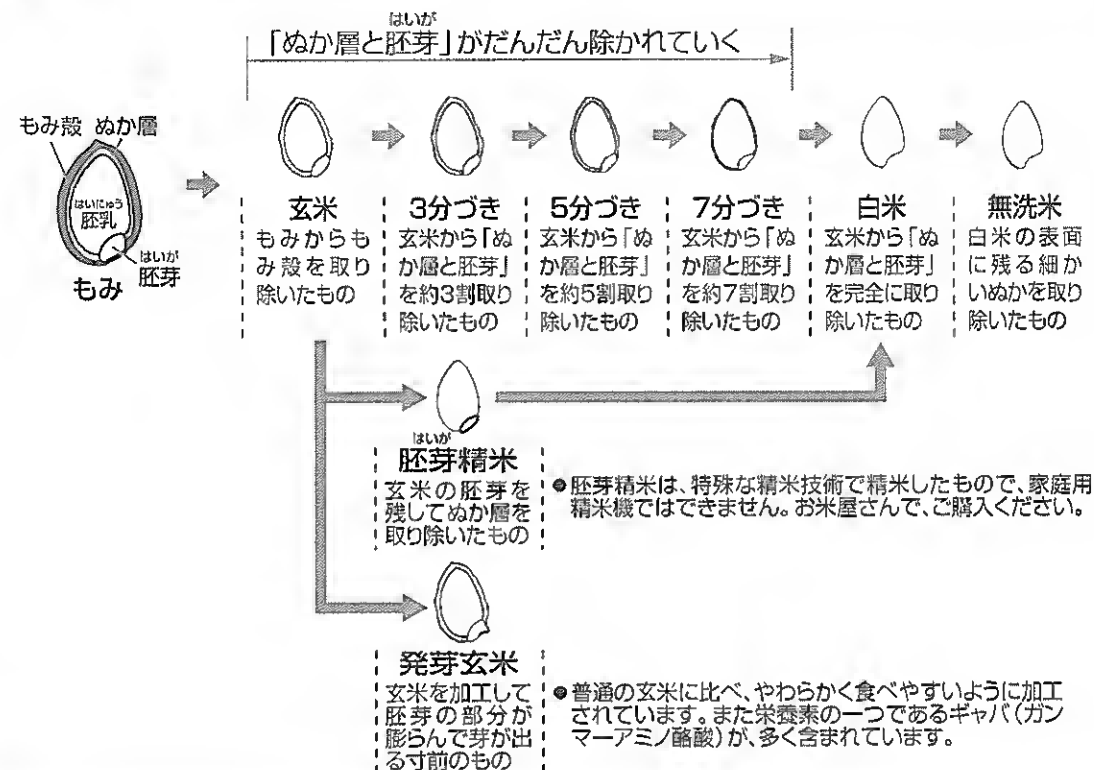 はいが
「ぬか層と胚芽」がだんだん除かれていく
もみ殻 ぬか層
はいにゅう
胚乳
はいが
胚芽
もみ
玄米
もみからも
み殻を取り
除いたもの
3分づき
玄米から「ぬ
か層と胚芽」
を約3割取り
除いたもの
5分づき
玄米から「ぬ
か層と胚芽」
を約5割取り
除いたもの
7分づき
玄米から「ぬ
か層と胚芽」
を約7割取り
除いたもの
白米
玄米から「ぬ
か層と胚芽」
を完全に取り
除いたもの
無洗米
白米の表面
に残る細か
いぬかを取り
除いたもの
はいが
胚芽精米
玄米の胚芽を
残してぬか層を
取り除いたもの
●胚芽精米は、特殊な精米技術で精米したもので、家庭用
精米機ではできません。お米屋さんで、ご購入ください。
発芽玄米
玄米を加工して
胚芽の部分が
膨らんで芽が出
る寸前のもの
●普通の玄米に比べ、やわらかく食べやすいように加工
されています。また栄養素の一つであるギャバ(ガン
マーアミノ酪酸)が、多く含まれています。